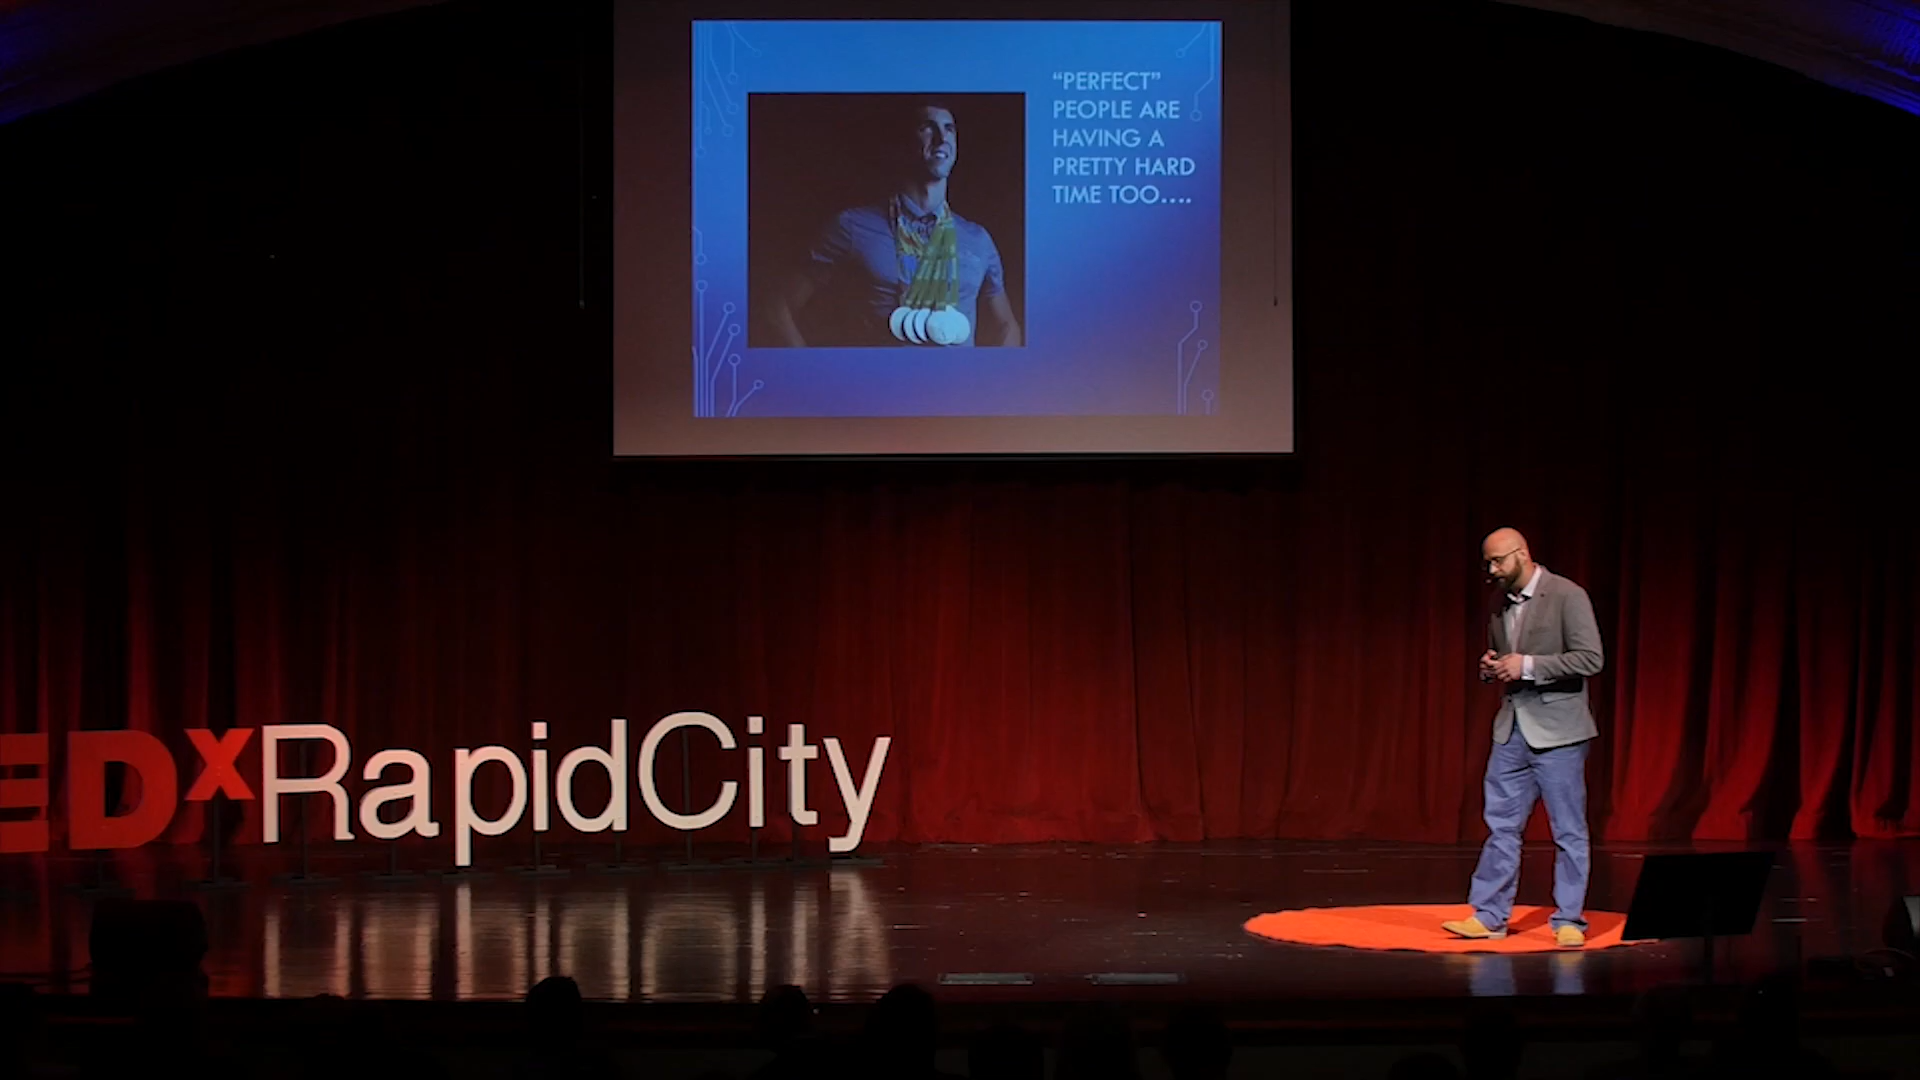 “PERFECT”
PEOPLE ARE
HAVING A
PRETTY HARD
TIME TOO....
EDxRapidCity